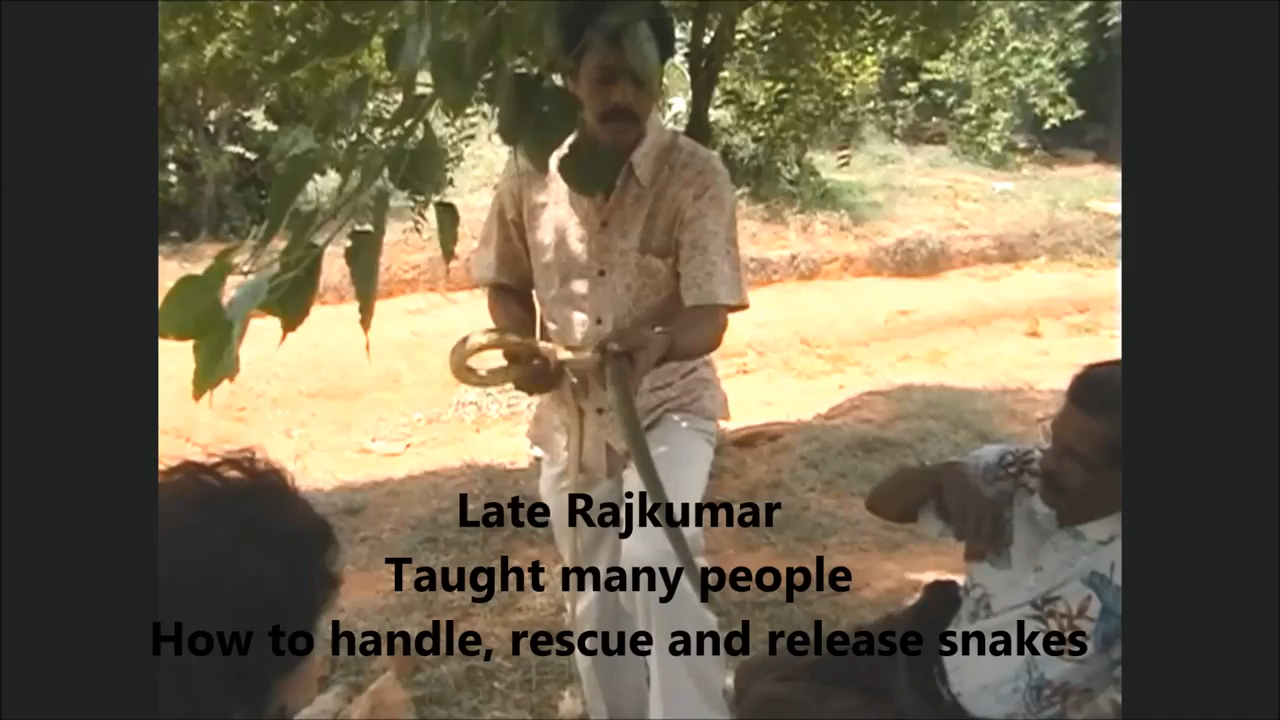 Late Rajkumar
Taught many people
How to handle, rescue and release snakes